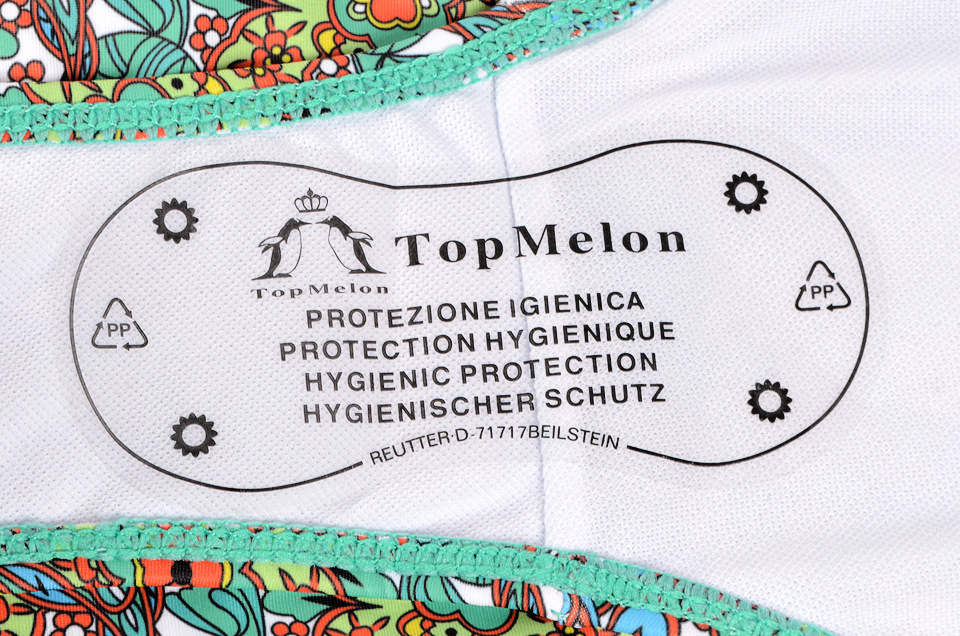 TopMelon
TopMelon
PROTEZIONE IGIENICA
PROTECTION HYGIENIQUE
HYGIENIC PROTECTION
HYGIENISCHER SCHUTZ
REUTTER·D-71717BEILSTEIN
PP
PP